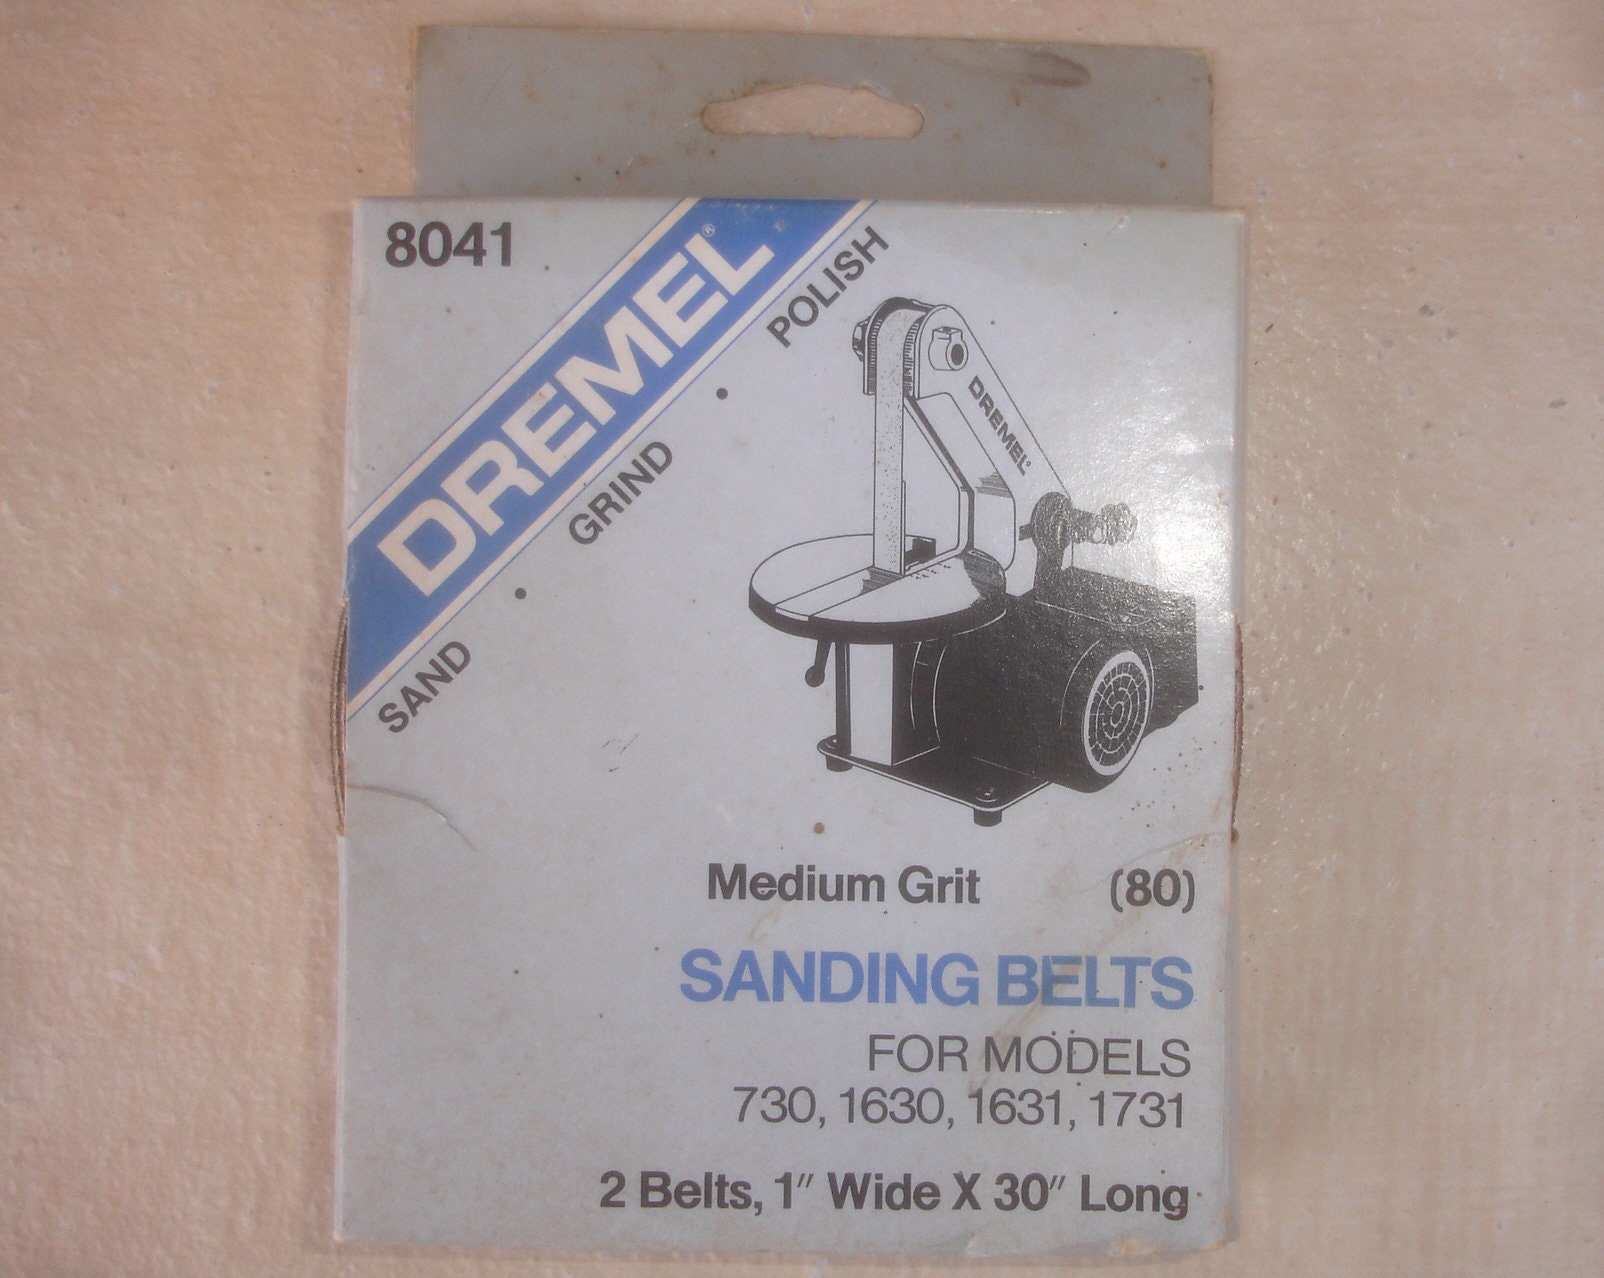 8041
DREMEL®
SAND • GRIND • POLISH
DREMEL
Medium Grit (80)
SANDING BELTS
FOR MODELS
730, 1630, 1631, 1731
2 Belts, 1″ Wide X 30″ Long